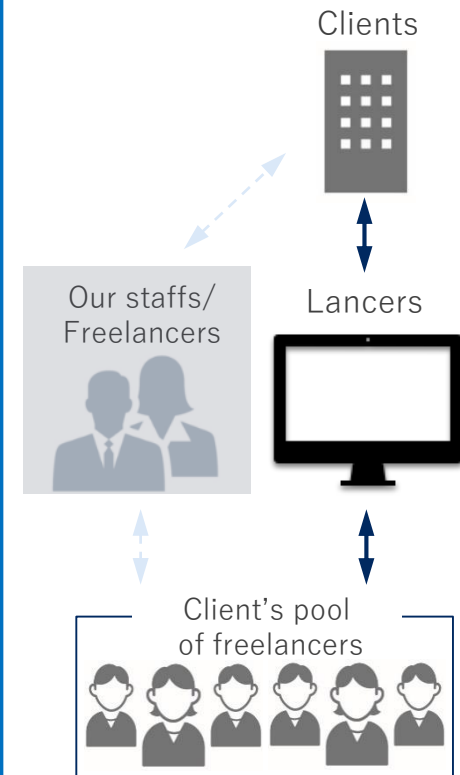 Clients
Our staffs/
Freelancers
Lancers
Client’s pool
of freelancers